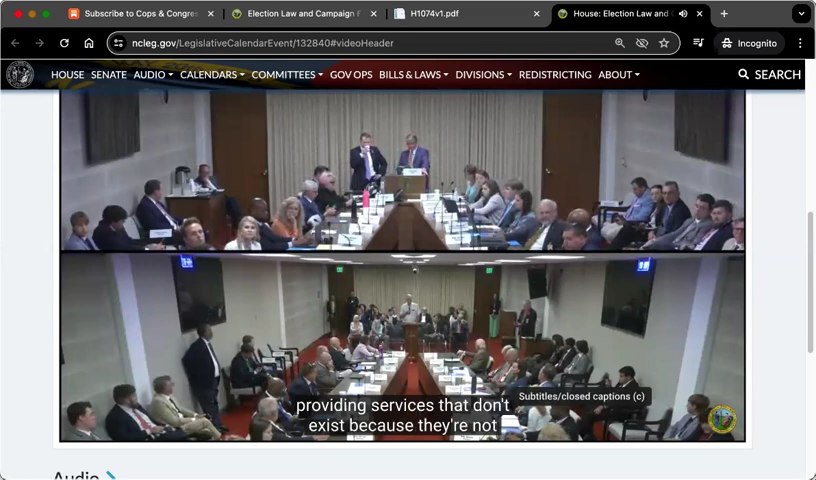 Subscribe to Cops & Congres
Election Law and Campaign F
H1074v1.pdf
House: Election Law and
ncleg.gov/LegislativeCalendarEvent/132840#videoHeader
Incognito
HOUSE SENATE AUDIO CALENDARS COMMITTEES GOV OPS BILLS & LAWS DIVISIONS REDISTRICTING ABOUT
SEARCH
Subtitles/closed captions (c)
providing services that don't
exist because they're not
Audio